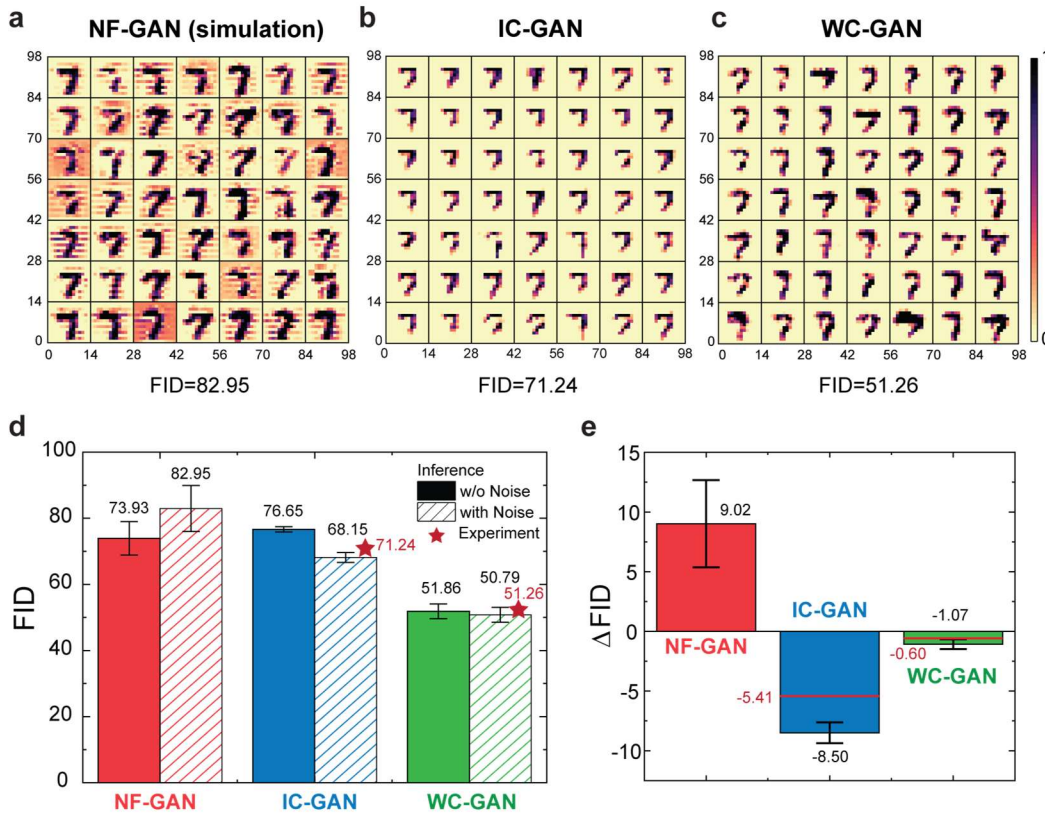 a
NF-GAN (simulation)
98
84
70
56
42
28
14
0
0 14 28 42 56 70 84 98
FID=82.95
b
IC-GAN
98
84
70
56
42
28
14
0
0 14 28 42 56 70 84 98
FID=71.24
c
WC-GAN
98
84
70
56
42
28
14
0
0 14 28 42 56 70 84 98
FID=51.26
1
0
d
FID
100
80
60
40
20
0
73.93
82.95
76.65
68.15
71.24
51.86
50.79
51.26
Inference
w/o Noise
with Noise
Experiment
NF-GAN IC-GAN WC-GAN
e
ΔFID
15
10
5
0
-5
-10
9.02
NF-GAN
IC-GAN
-5.41
-8.50
-1.07
-0.60
WC-GAN